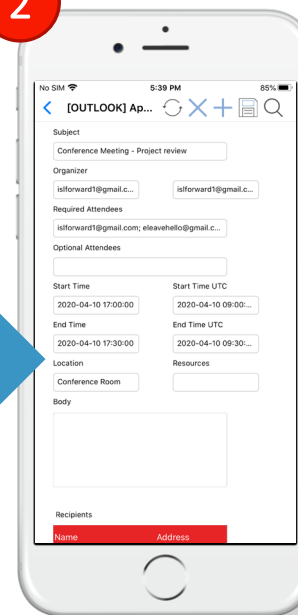 2
No SIM 5:39 PM 85%
[OUTLOOK] Ap...
Subject
Conference Meeting - Project review
Organizer
islforward1@gmail.c... islforward1@gmail.c...
Required Attendees
islforward1@gmail.com; eleavehello@gmail.c...
Optional Attendees
Start Time Start Time UTC
2020-04-10 17:00:00 2020-04-10 09:00:...
End Time End Time UTC
2020-04-10 17:30:00 2020-04-10 09:30:...
Location Resources
Conference Room
Body
Recipients
Name Address